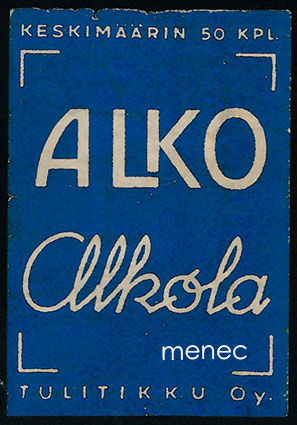 KESKIMÄÄRIN 50 KPL.
ALKO
Alkola
menec
TULITIKKU Oy.